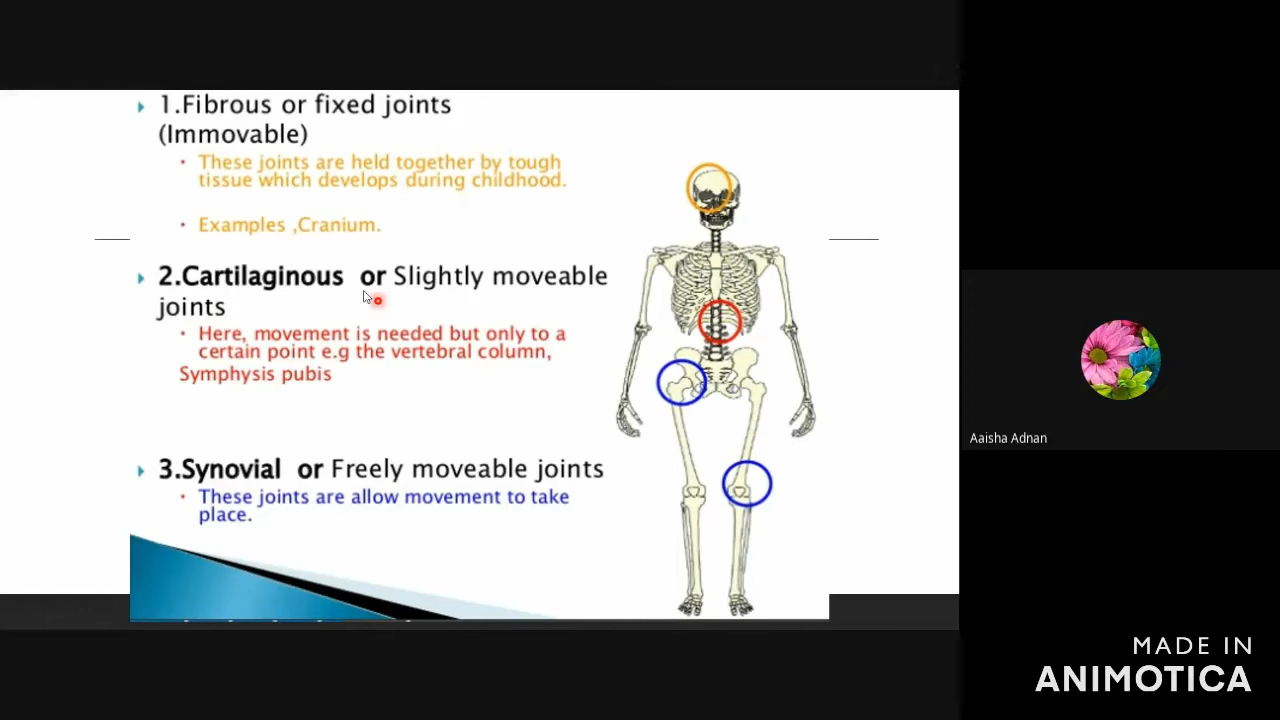 1.Fibrous or fixed joints
(Immovable)
These joints are held together by tough
tissue which develops during childhood.
Examples ,Cranium.
2.Cartilaginous or Slightly moveable
joints
Here, movement is needed but only to a
certain point e.g the vertebral column,
Symphysis pubis
3.Synovial or Freely moveable joints
These joints are allow movement to take
place.
Aaisha Adnan
MADE IN
ANIMOTICA